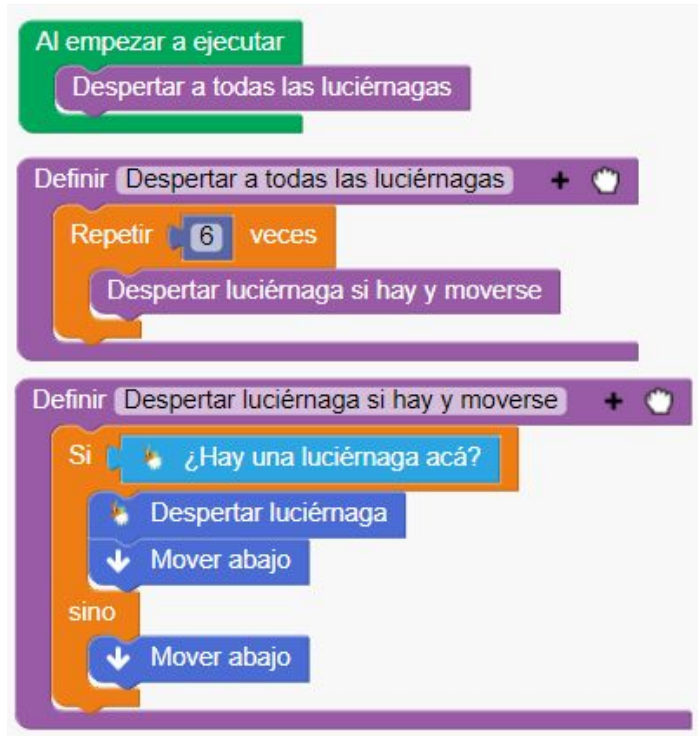 Al empezar a ejecutar
Despertar a todas las luciérnagas
Definir Despertar a todas las luciérnagas +
Repetir 6 veces
Despertar luciérnaga si hay y moverse
Definir Despertar luciérnaga si hay y moverse +
Si ¿Hay una luciérnaga acá?
Despertar luciérnaga
Mover abajo
sino
Mover abajo